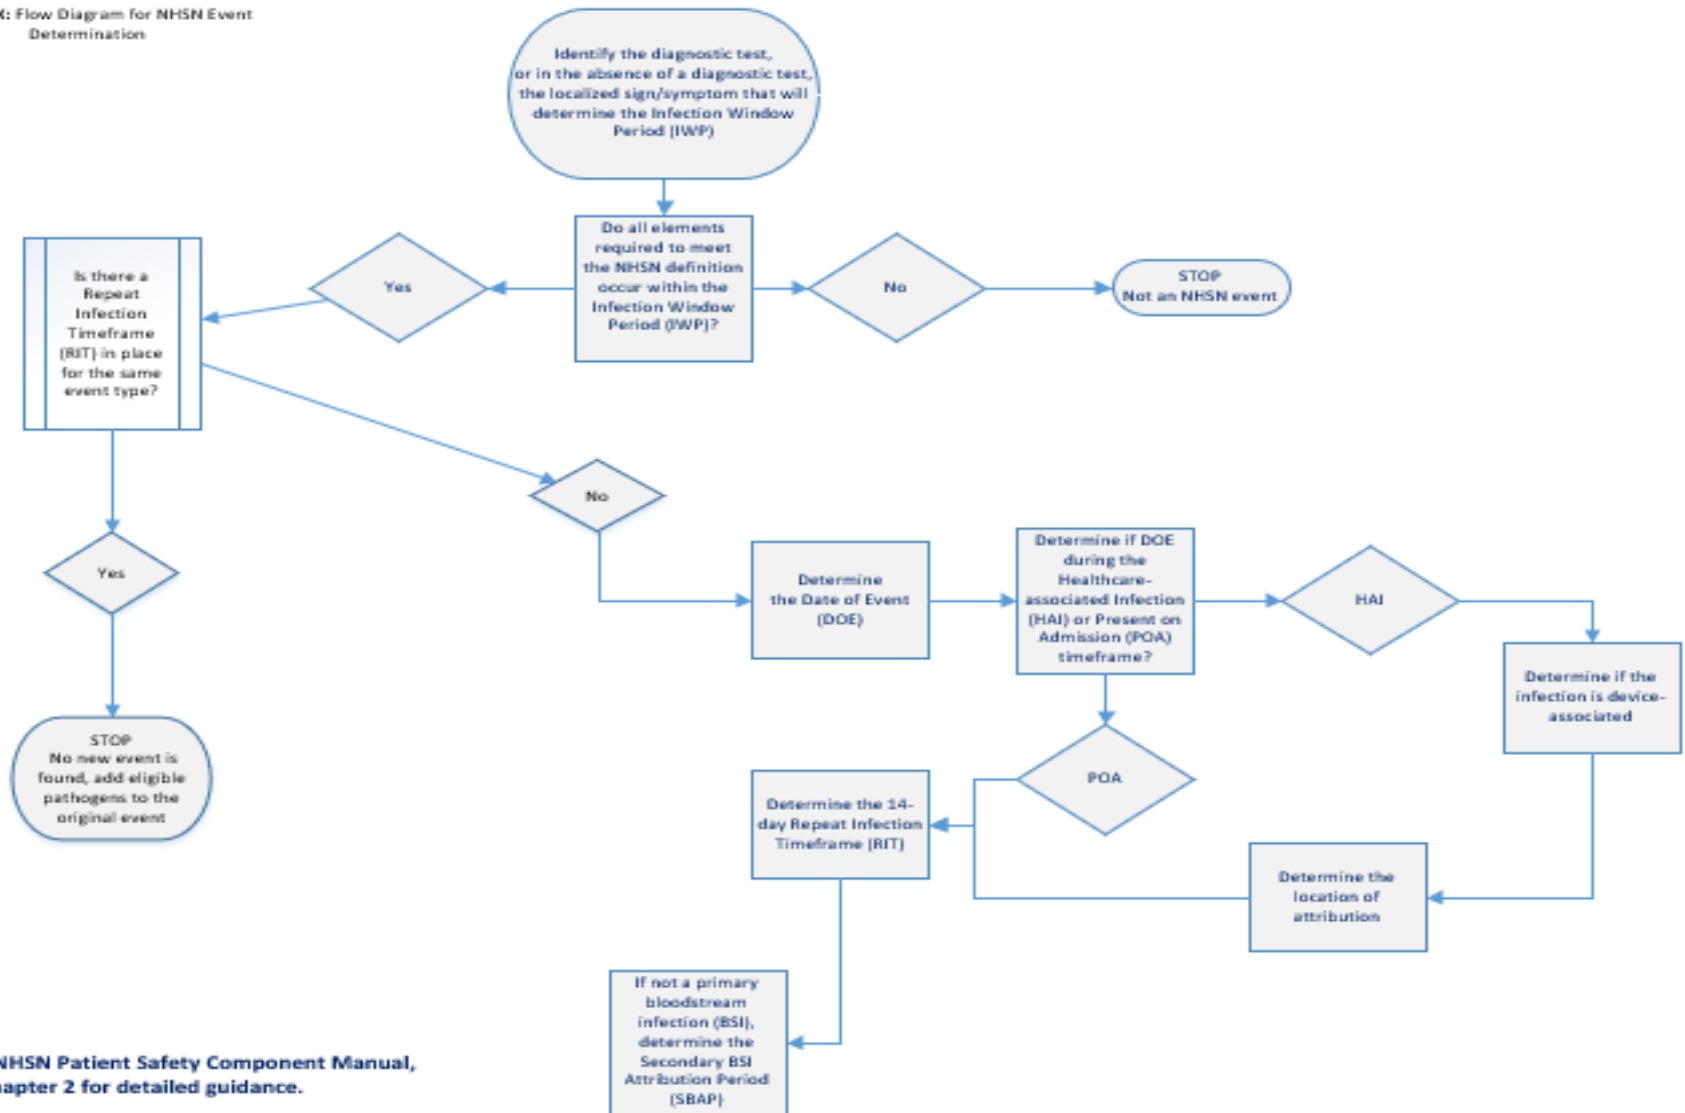 X: Flow Diagram for NHSN Event
Determination
Identify the diagnostic test,
or in the absence of a diagnostic test,
the localized sign/symptom that will
determine the Infection Window
Period (IWP)
Do all elements
required to meet
the NHSN definition
occur within the
Infection Window
Period (IWP)?
Yes
No
STOP
Not an NHSN event
Is there a
Repeat
Infection
Timeframe
(RIT) in place
for the same
event type?
No
Yes
STOP
No new event is
found, add eligible
pathogens to the
original event
Determine
the Date of Event
(DOE)
Determine if DOE
during the
Healthcare-
associated Infection
(HAI) or Present on
Admission (POA)
timeframe?
HAI
Determine if the
infection is device-
associated
POA
Determine the 14-
day Repeat Infection
Timeframe (RIT)
Determine the
location of
attribution
If not a primary
bloodstream
infection (BSI),
determine the
Secondary BSI
Attribution Period
(SBAP)
NHSN Patient Safety Component Manual,
hapter 2 for detailed guidance.